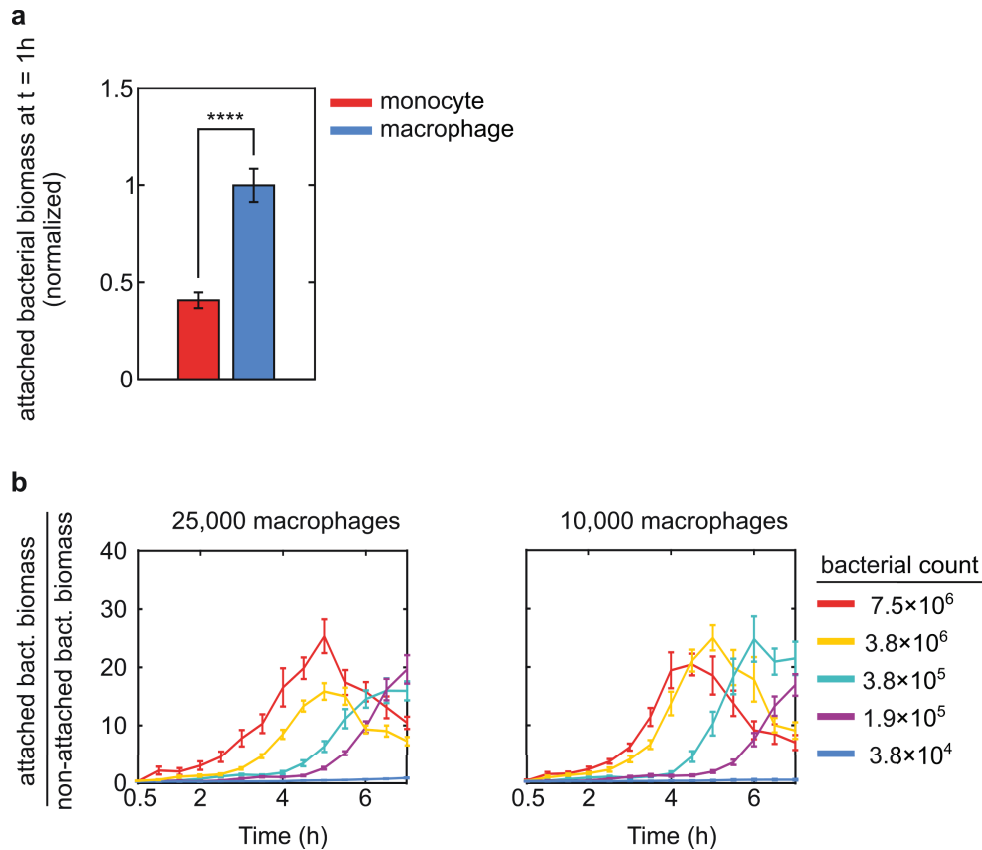 a
attached bacterial biomass at t = 1h
(normalized)
1.5
1
0.5
0
****
monocyte
macrophage
b
attached bact. biomass
non-attached bact. biomass
25,000 macrophages
40
30
20
10
0
0.5 2 4 6
Time (h)
10,000 macrophages
0.5 2 4 6
Time (h)
bacterial count
7.5×10⁶
3.8×10⁶
3.8×10⁵
1.9×10⁵
3.8×10⁴